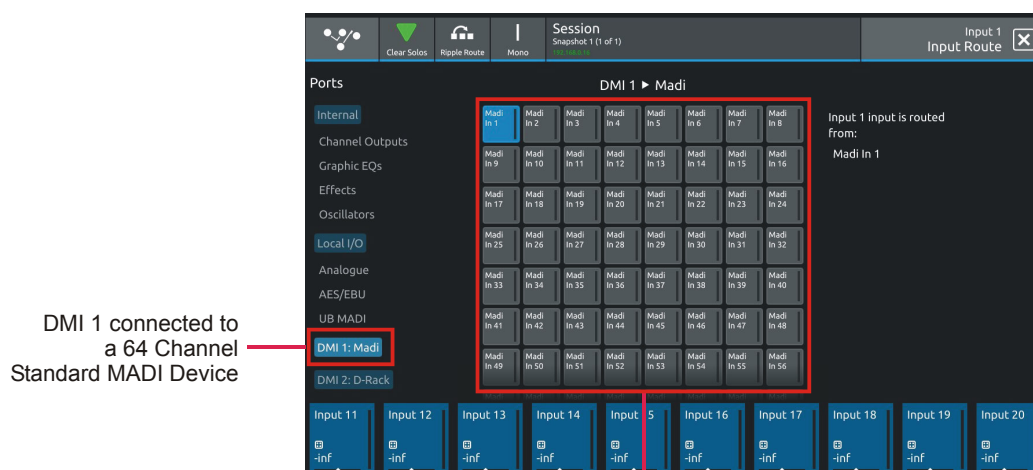 Session
Snapshot 1 (1 of 1)
Clear Solos
Ripple Route
Mono
Input 1
Input Route
Ports
DMI 1 ► Madi
Internal
Channel Outputs
Graphic EQs
Effects
Oscillators
Local I/O
Analogue
AES/EBU
UB MADI
DMI 1: Madi
DMI 2: D-Rack
Madi In 1
Madi In 2
Madi In 3
Madi In 4
Madi In 5
Madi In 6
Madi In 7
Madi In 8
Madi In 9
Madi In 10
Madi In 11
Madi In 12
Madi In 13
Madi In 14
Madi In 15
Madi In 16
Madi In 17
Madi In 18
Madi In 19
Madi In 20
Madi In 21
Madi In 22
Madi In 23
Madi In 24
Madi In 25
Madi In 26
Madi In 27
Madi In 28
Madi In 29
Madi In 30
Madi In 31
Madi In 32
Madi In 33
Madi In 34
Madi In 35
Madi In 36
Madi In 37
Madi In 38
Madi In 39
Madi In 40
Madi In 41
Madi In 42
Madi In 43
Madi In 44
Madi In 45
Madi In 46
Madi In 47
Madi In 48
Madi In 49
Madi In 50
Madi In 51
Madi In 52
Madi In 53
Madi In 54
Madi In 55
Madi In 56
Input 1 input is routed
from:
Madi In 1
DMI 1 connected to
a 64 Channel
Standard MADI Device
Input 11
Input 12
Input 13
Input 14
Input 5
Input 16
Input 17
Input 18
Input 19
Input 20
-inf
-inf
-inf
-inf
-inf
-inf
-inf
-inf
-inf
-inf